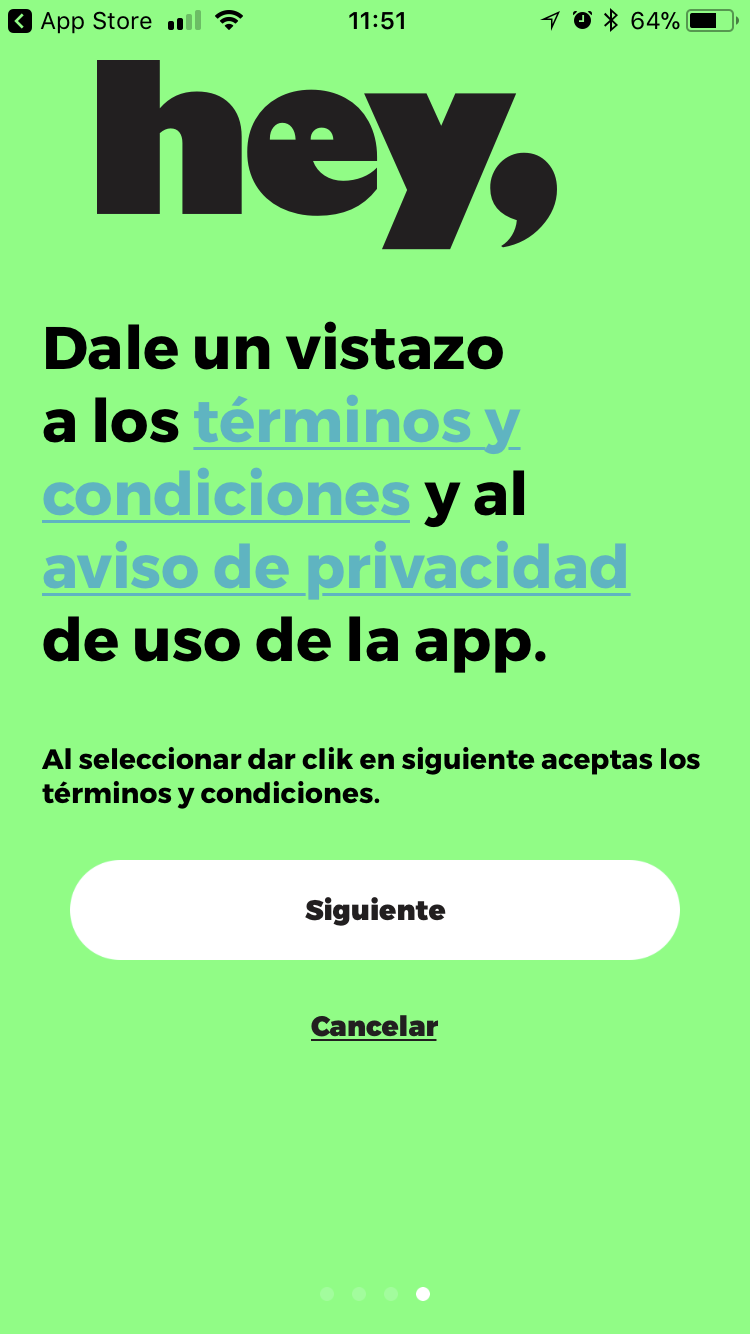 App Store
11:51
64%
hey,
Dale un vistazo
a los términos y
condiciones y al
aviso de privacidad
de uso de la app.
Al seleccionar dar clik en siguiente aceptas los
términos y condiciones.
Siguiente
Cancelar